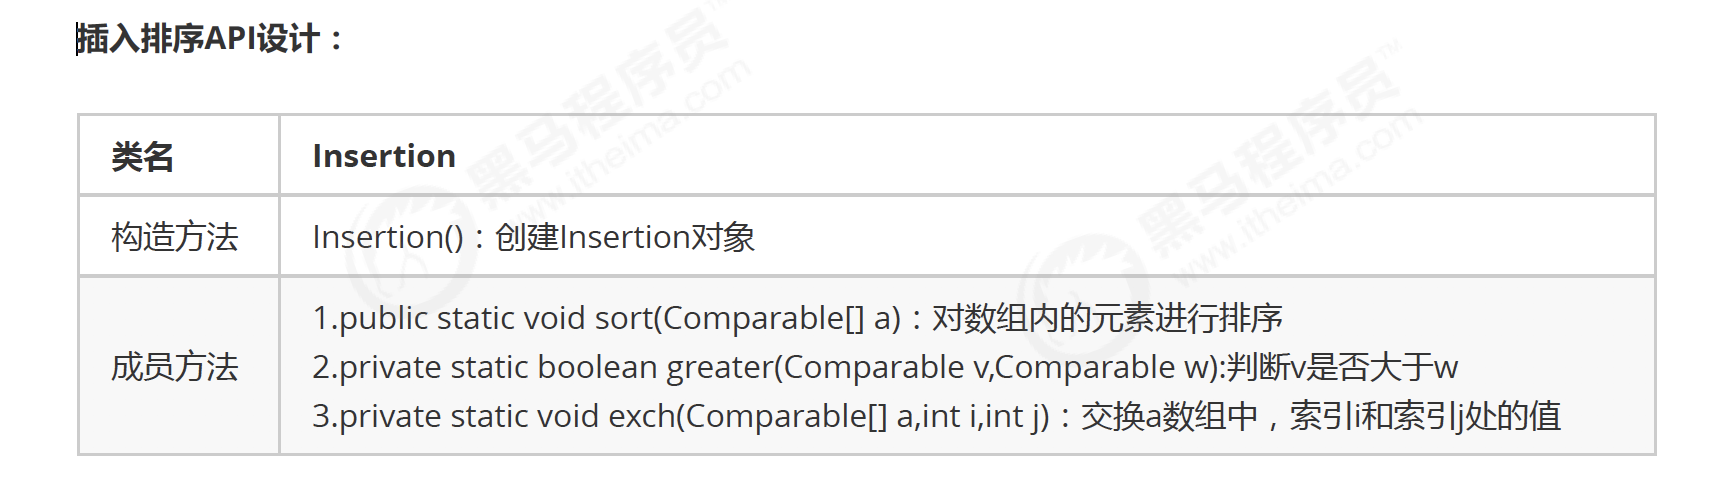 插入排序API设计：
类名 Insertion
构造方法 Insertion()：创建Insertion对象
成员方法
1.public static void sort(Comparable[] a)：对数组内的元素进行排序
2.private static boolean greater(Comparable v,Comparable w):判断v是否大于w
3.private static void exch(Comparable[] a,int i,int j)：交换a数组中，索引i和索引j处的值
黑马程序员™
www.itheima.com
黑马程序员™
www.itheima.com